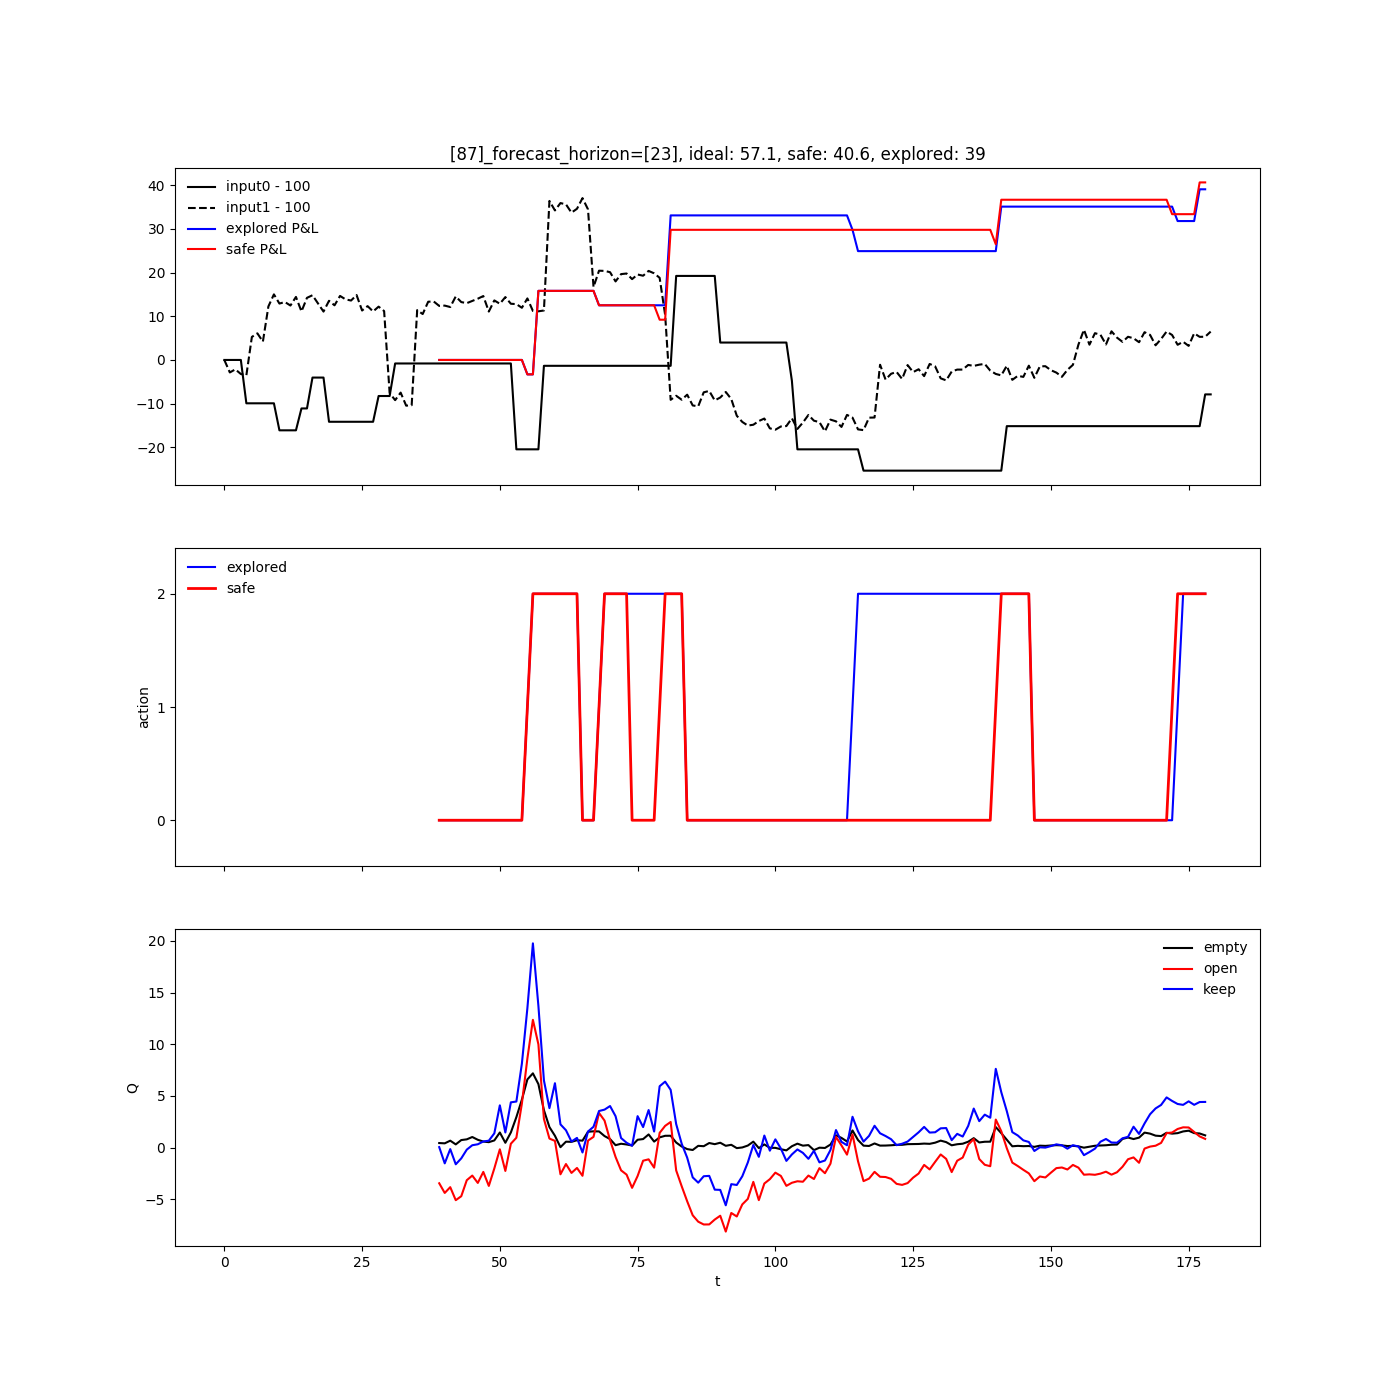 [87]_forecast_horizon=[23], ideal: 57.1, safe: 40.6, explored: 39
40
30
20
10
0
−10
−20
input0 - 100
input1 - 100
explored P&L
safe P&L
2
1
0
action
explored
safe
20
15
10
5
0
−5
Q
empty
open
keep
0 25 50 75 100 125 150 175
t